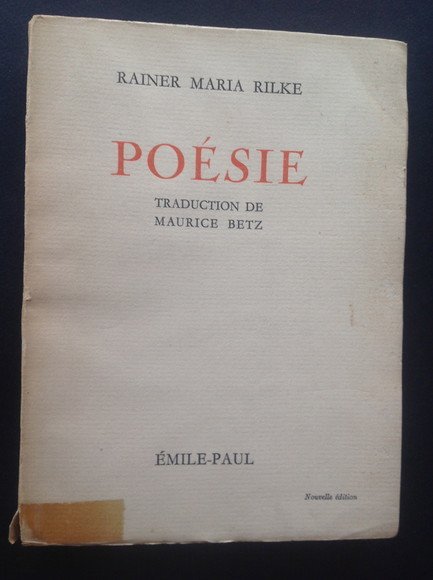 RAINER MARIA RILKE
POÉSIE
TRADUCTION DE
MAURICE BETZ
ÉMILE-PAUL
Nouvelle édition